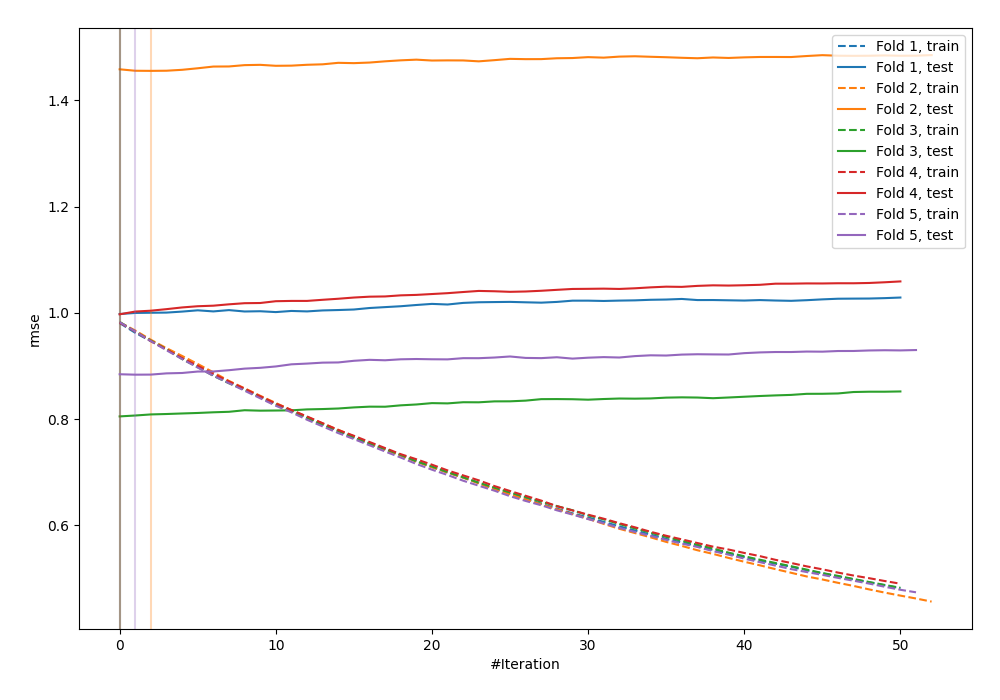 1.4
1.2
1.0
0.8
0.6
rmse
0
10
20
30
40
50
#Iteration
Fold 1, train
Fold 1, test
Fold 2, train
Fold 2, test
Fold 3, train
Fold 3, test
Fold 4, train
Fold 4, test
Fold 5, train
Fold 5, test